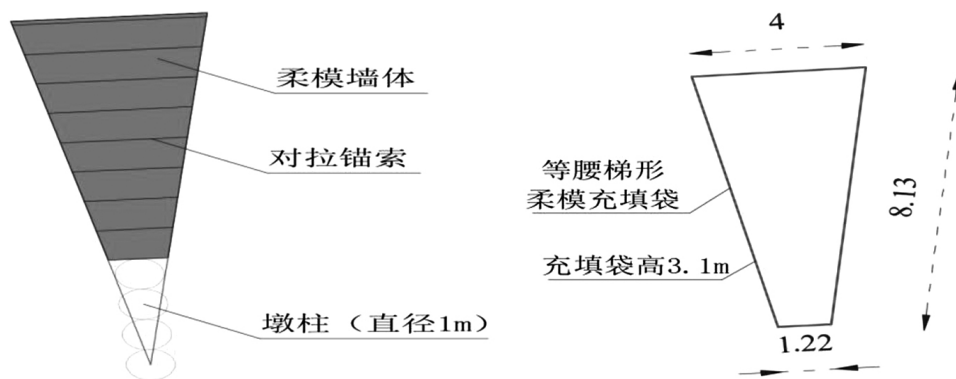 柔模墙体
对拉锚索
墩柱（直径1m）
4
等腰梯形
柔模充填袋
8.13
充填袋高3.1m
1.22